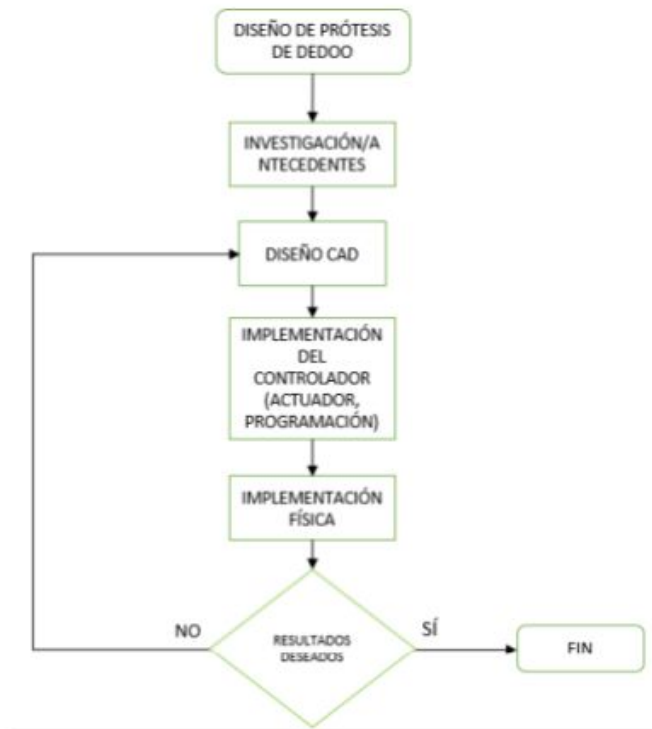 DISEÑO DE PRÓTESIS
DE DEDOO
INVESTIGACIÓN/A
NTECEDENTES
DISEÑO CAD
IMPLEMENTACIÓN
DEL
CONTROLADOR
(ACTUADOR,
PROGRAMACIÓN)
IMPLEMENTACIÓN
FÍSICA
RESULTADOS
DESEADOS
NO
SÍ
FIN